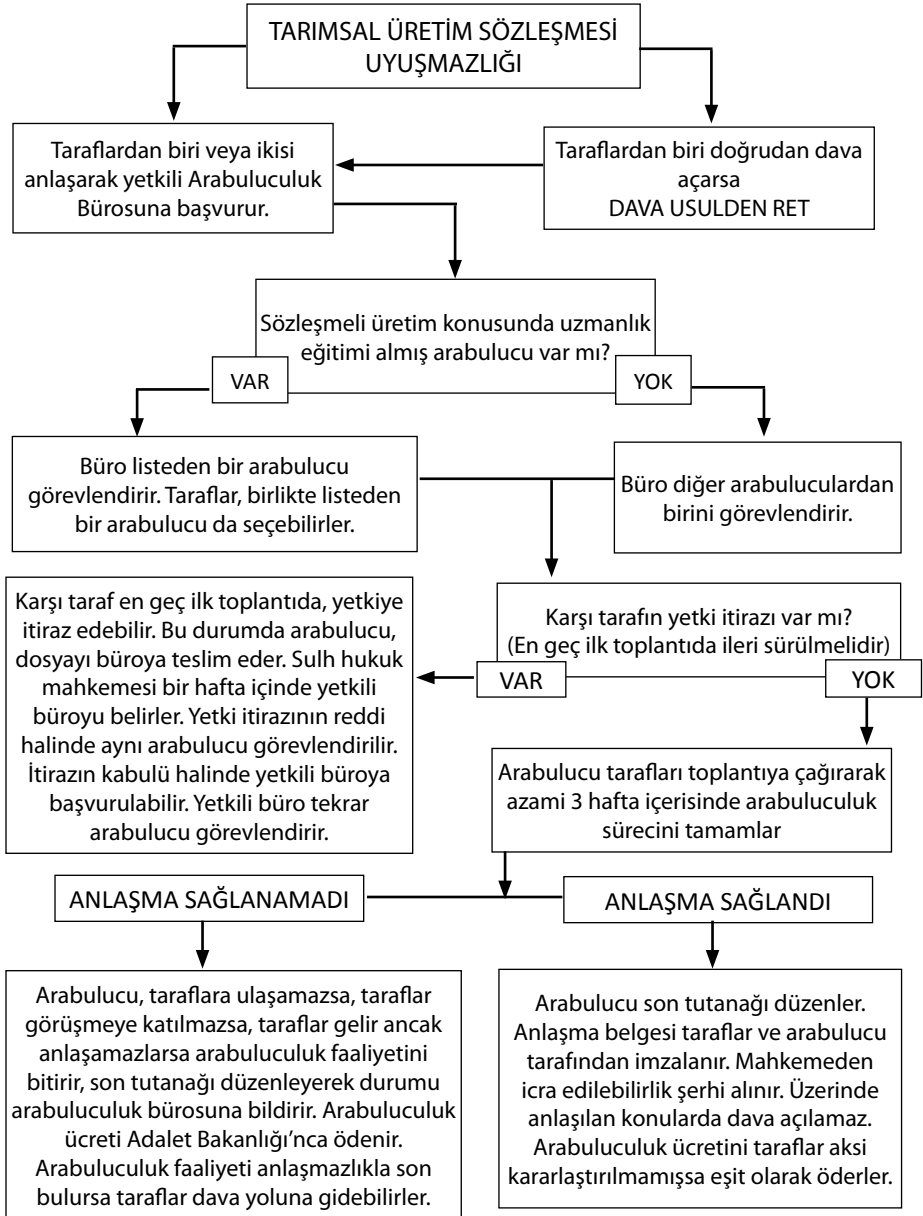 TARIMSAL ÜRETİM SÖZLEŞMESİ
UYUŞMAZLIĞI
Taraflardan biri veya ikisi
anlaşarak yetkili Arabuluculuk
Bürosuna başvurur.
Taraflardan biri doğrudan dava
açarsa
DAVA USULDEN RET
Sözleşmeli üretim konusunda uzmanlık
eğitimi almış arabulucu var mı?
VAR
YOK
Büro listeden bir arabulucu
görevlendirir. Taraflar, birlikte listeden
bir arabulucu da seçebilirler.
Büro diğer arabuluculardan
birini görevlendirir.
Karşı tarafın yetki itirazı var mı?
(En geç ilk toplantıda ileri sürülmelidir)
VAR
YOK
Karşı taraf en geç ilk toplantıda, yetkiye
itiraz edebilir. Bu durumda arabulucu,
dosyayı büroya teslim eder. Sulh hukuk
mahkemesi bir hafta içinde yetkili
büroyu belirler. Yetki itirazının reddi
halinde aynı arabulucu görevlendirilir.
İtirazın kabulü halinde yetkili büroya
başvurulabilir. Yetkili büro tekrar
arabulucu görevlendirir.
Arabulucu tarafları toplantıya çağırarak
azami 3 hafta içerisinde arabuluculuk
sürecini tamamlar
ANLAŞMA SAĞLANAMADI
ANLAŞMA SAĞLANDI
Arabulucu, taraflara ulaşamazsa, taraflar
görüşmeye katılmazsa, taraflar gelir ancak
anlaşamazlarsa arabuluculuk faaliyetini
bitirir, son tutanağı düzenleyerek durumu
arabuluculuk bürosuna bildirir. Arabuluculuk
ücreti Adalet Bakanlığı'nca ödenir.
Arabuluculuk faaliyeti anlaşmazlıkla son
bulursa taraflar dava yoluna gidebilirler.
Arabulucu son tutanağı düzenler.
Anlaşma belgesi taraflar ve arabulucu
tarafından imzalanır. Mahkemeden
icra edilebilirlik şerhi alınır. Üzerinde
anlaşılan konularda dava açılamaz.
Arabuluculuk ücretini taraflar aksi
kararlaştırılmamışsa eşit olarak öderler.